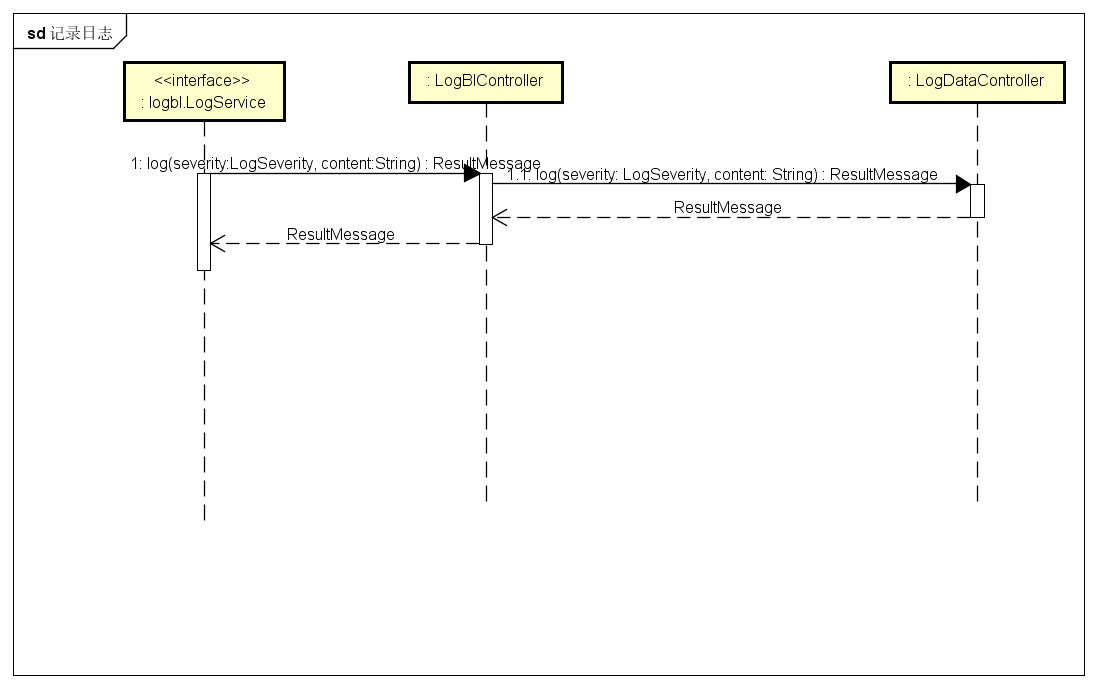 sd 记录日志
<<interface>>
: logbl.LogService
: LogBlController
: LogDataController
1: log(severity:LogSeverity, content:String) : ResultMessage
1.1: log(severity: LogSeverity, content: String) : ResultMessage
ResultMessage
ResultMessage